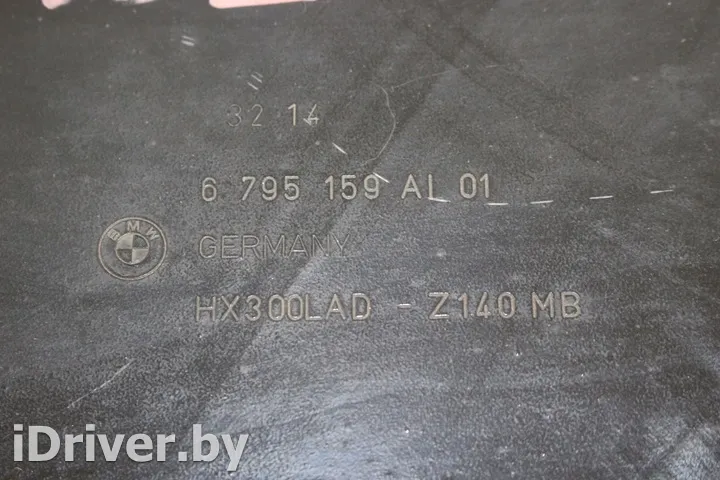 32 14
6 795 159 AL 01
BMW
GERMANY
HX300LAD - Z140 MB
iDriver.by